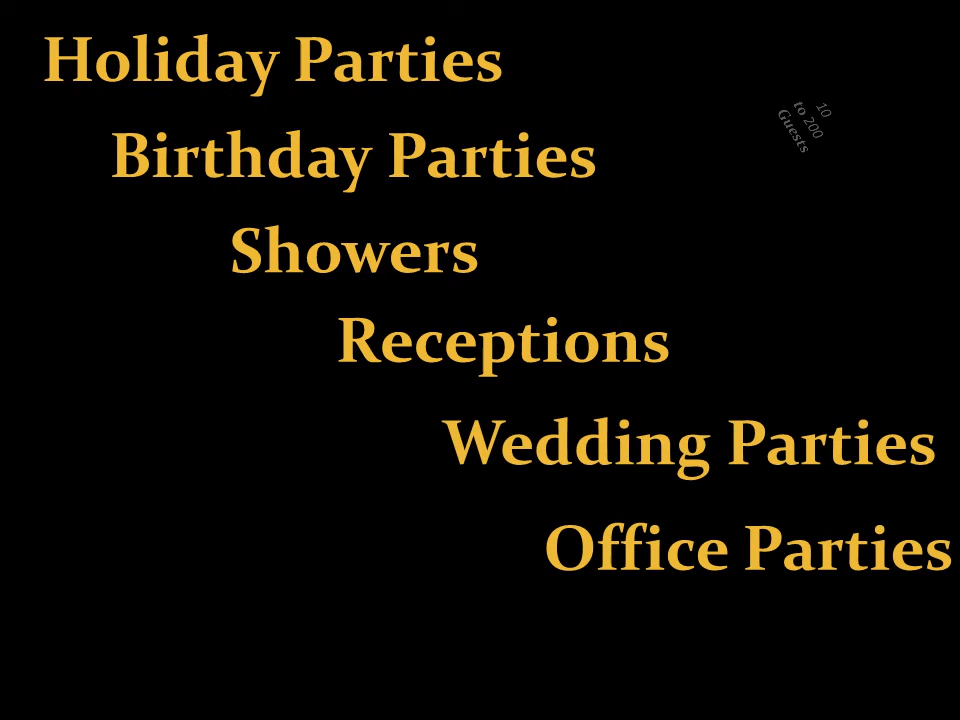 Holiday Parties
10
to 200
Guests
Birthday Parties
Showers
Receptions
Wedding Parties
Office Parties